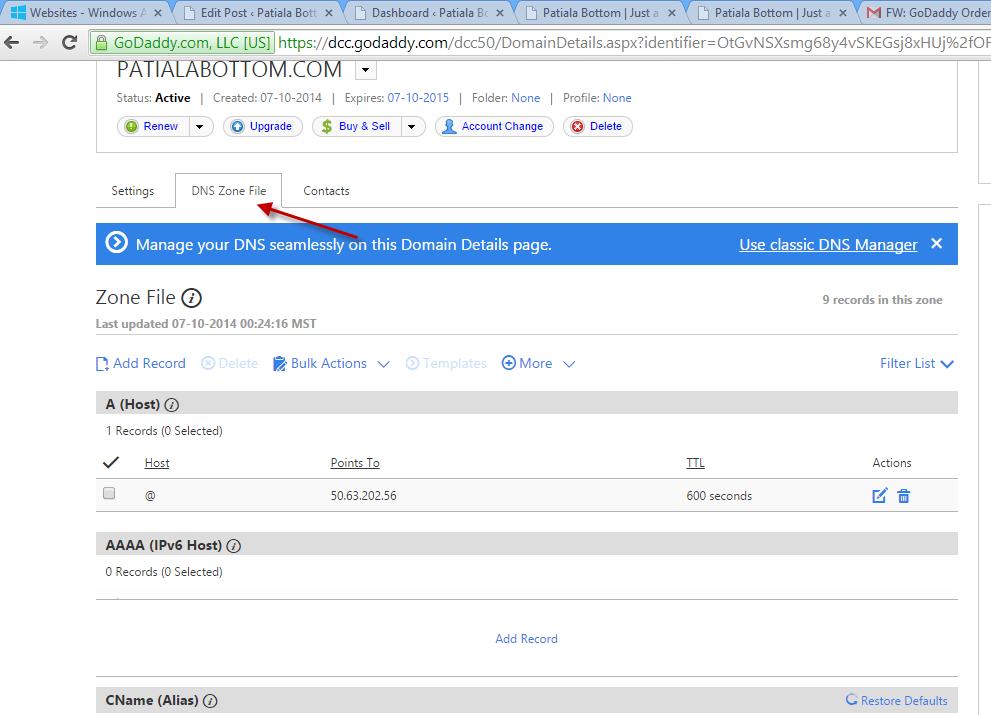 Websites - Windows A
Edit Post ‹ Patiala Bott
Dashboard ‹ Patiala B
Patiala Bottom | Just a
Patiala Bottom | Just a
FW: GoDaddy Order
GoDaddy.com, LLC [US] https://dcc.godaddy.com/dcc50/DomainDetails.aspx?identifier=OtGvNSXsmg68y4vSKEGsj8xHUj%2fOF
PATIALABOTTOM.COM
Status: Active | Created: 07-10-2014 | Expires: 07-10-2015 | Folder: None | Profile: None
Renew Upgrade Buy & Sell Account Change Delete
Settings DNS Zone File Contacts
Manage your DNS seamlessly on this Domain Details page. Use classic DNS Manager
Zone File
9 records in this zone
Last updated 07-10-2014 00:24:16 MST
Add Record Delete Bulk Actions Templates More Filter List
A (Host)
1 Records (0 Selected)
Host Points To TTL Actions
@ 50.63.202.56 600 seconds
AAAA (IPv6 Host)
0 Records (0 Selected)
Add Record
CName (Alias) Restore Defaults